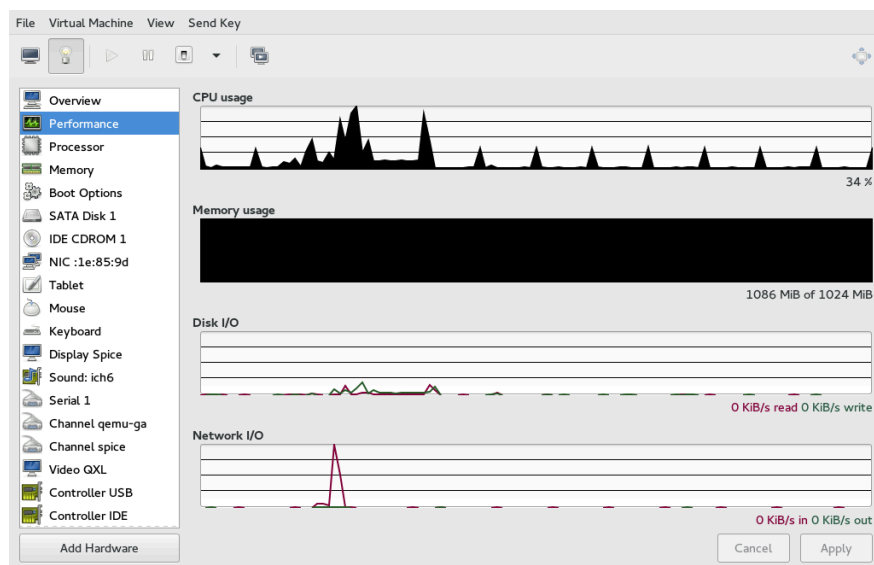 File Virtual Machine View Send Key
Overview
Performance
Processor
Memory
Boot Options
SATA Disk 1
IDE CDROM 1
NIC :1e:85:9d
Tablet
Mouse
Keyboard
Display Spice
Sound: ich6
Serial 1
Channel qemu-ga
Channel spice
Video QXL
Controller USB
Controller IDE
Add Hardware
CPU usage
34 %
Memory usage
1086 MiB of 1024 MiB
Disk I/O
0 KiB/s read 0 KiB/s write
Network I/O
0 KiB/s in 0 KiB/s out
Cancel Apply